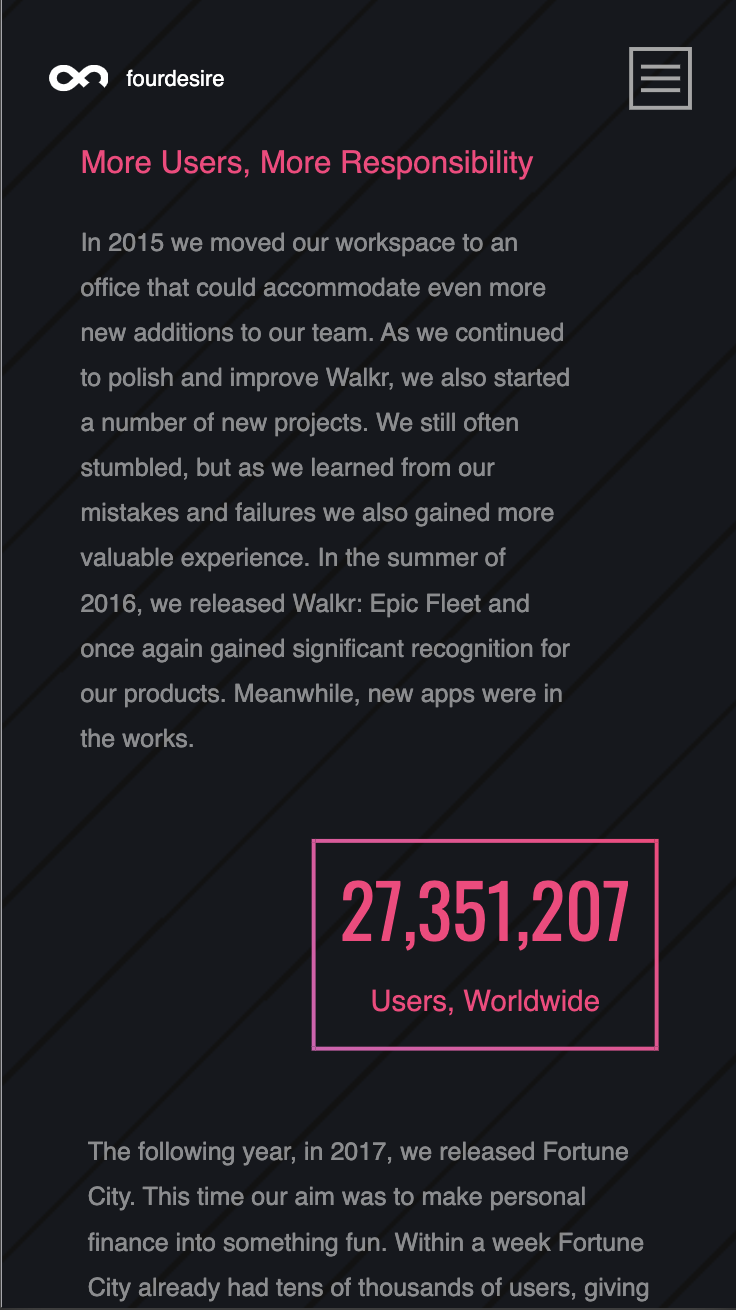 fourdesire
More Users, More Responsibility
In 2015 we moved our workspace to an
office that could accommodate even more
new additions to our team. As we continued
to polish and improve Walkr, we also started
a number of new projects. We still often
stumbled, but as we learned from our
mistakes and failures we also gained more
valuable experience. In the summer of
2016, we released Walkr: Epic Fleet and
once again gained significant recognition for
our products. Meanwhile, new apps were in
the works.
27,351,207
Users, Worldwide
The following year, in 2017, we released Fortune
City. This time our aim was to make personal
finance into something fun. Within a week Fortune
City already had tens of thousands of users, giving